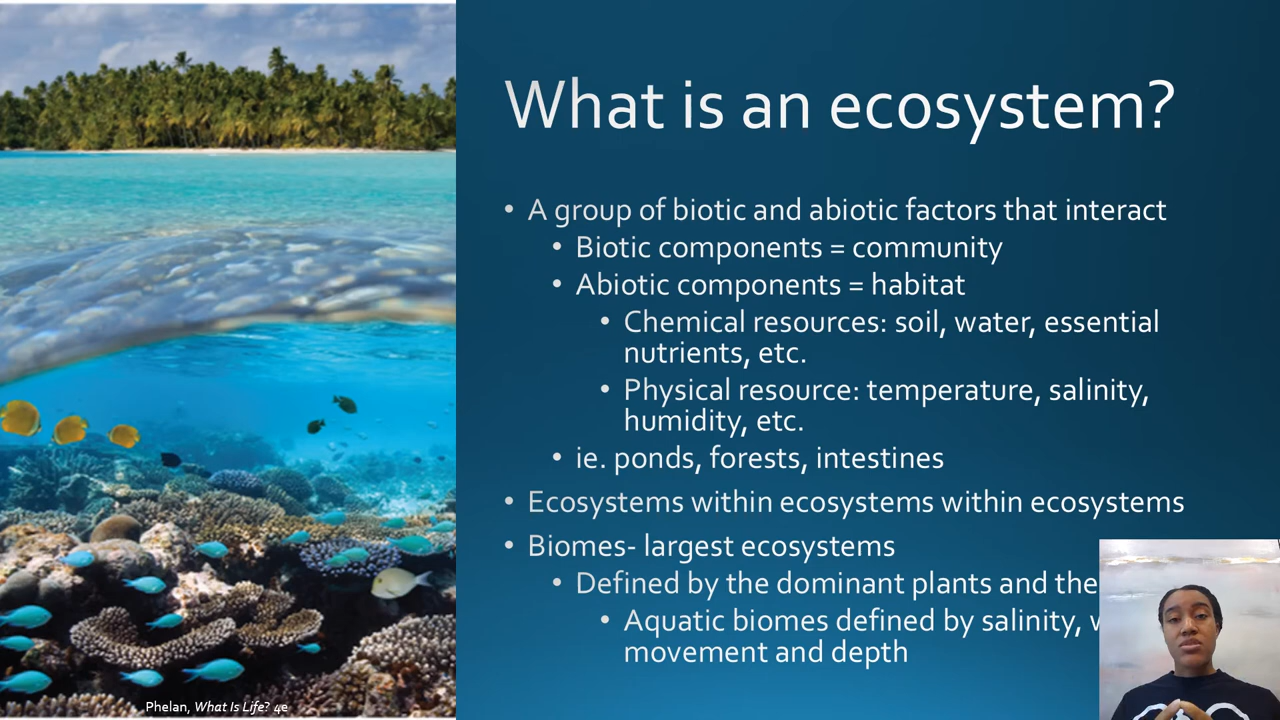 What is an ecosystem?
• A group of biotic and abiotic factors that interact
• Biotic components = community
• Abiotic components = habitat
• Chemical resources: soil, water, essential
nutrients, etc.
• Physical resource: temperature, salinity,
humidity, etc.
• ie. ponds, forests, intestines
• Ecosystems within ecosystems within ecosystems
• Biomes- largest ecosystems
• Defined by the dominant plants and the
• Aquatic biomes defined by salinity,
movement and depth
Phelan, What Is Life? 4e